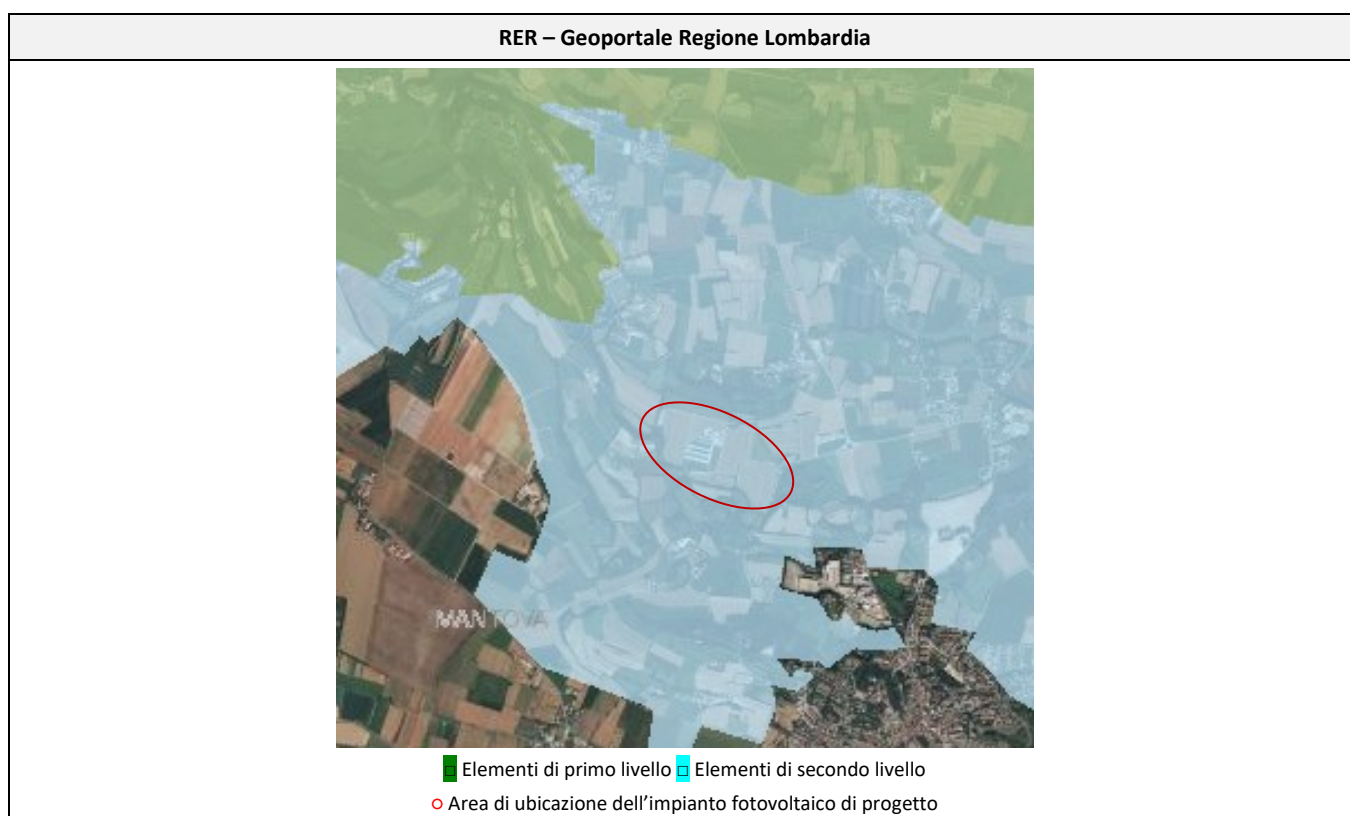 RER – Geoportale Regione Lombardia
MANTOVA
Elementi di primo livello Elementi di secondo livello
Area di ubicazione dell’impianto fotovoltaico di progetto